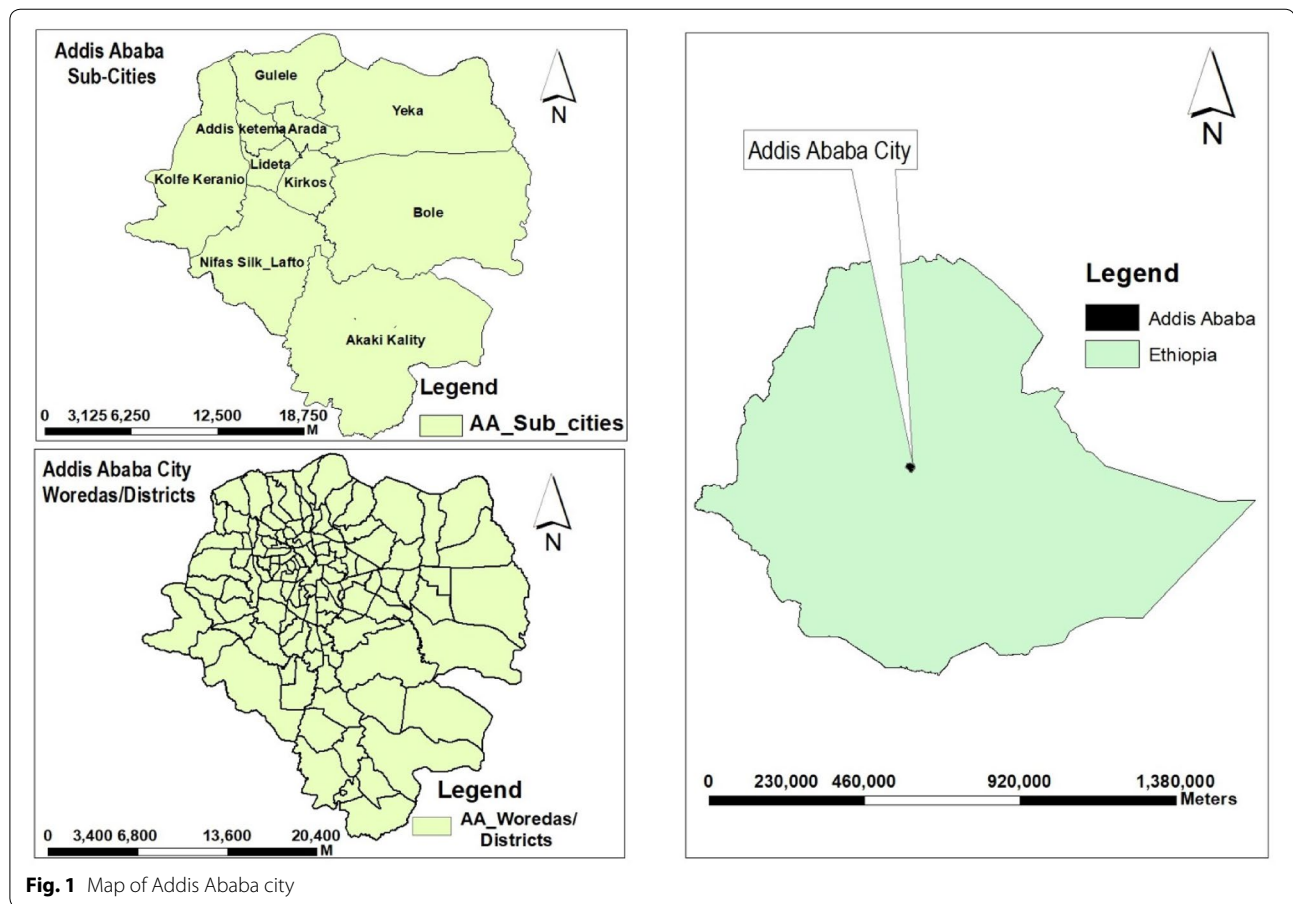 Addis Ababa
Sub-Cities
N
Gulele
Yeka
Addis ketema
Arada
Lideta
Kolfe Keranio
Kirkos
Bole
Nifas Silk_Lafto
Akaki Kality
Legend
AA_Sub_cities
0 3,125 6,250 12,500 18,750
M
Addis Ababa City
Woredas/Districts
N
Legend
AA_Woredas/
Districts
0 3,400 6,800 13,600 20,400
M
N
Addis Ababa City
Legend
Addis Ababa
Ethiopia
0 230,000 460,000 920,000 1,380,000
Meters
Fig. 1 Map of Addis Ababa city